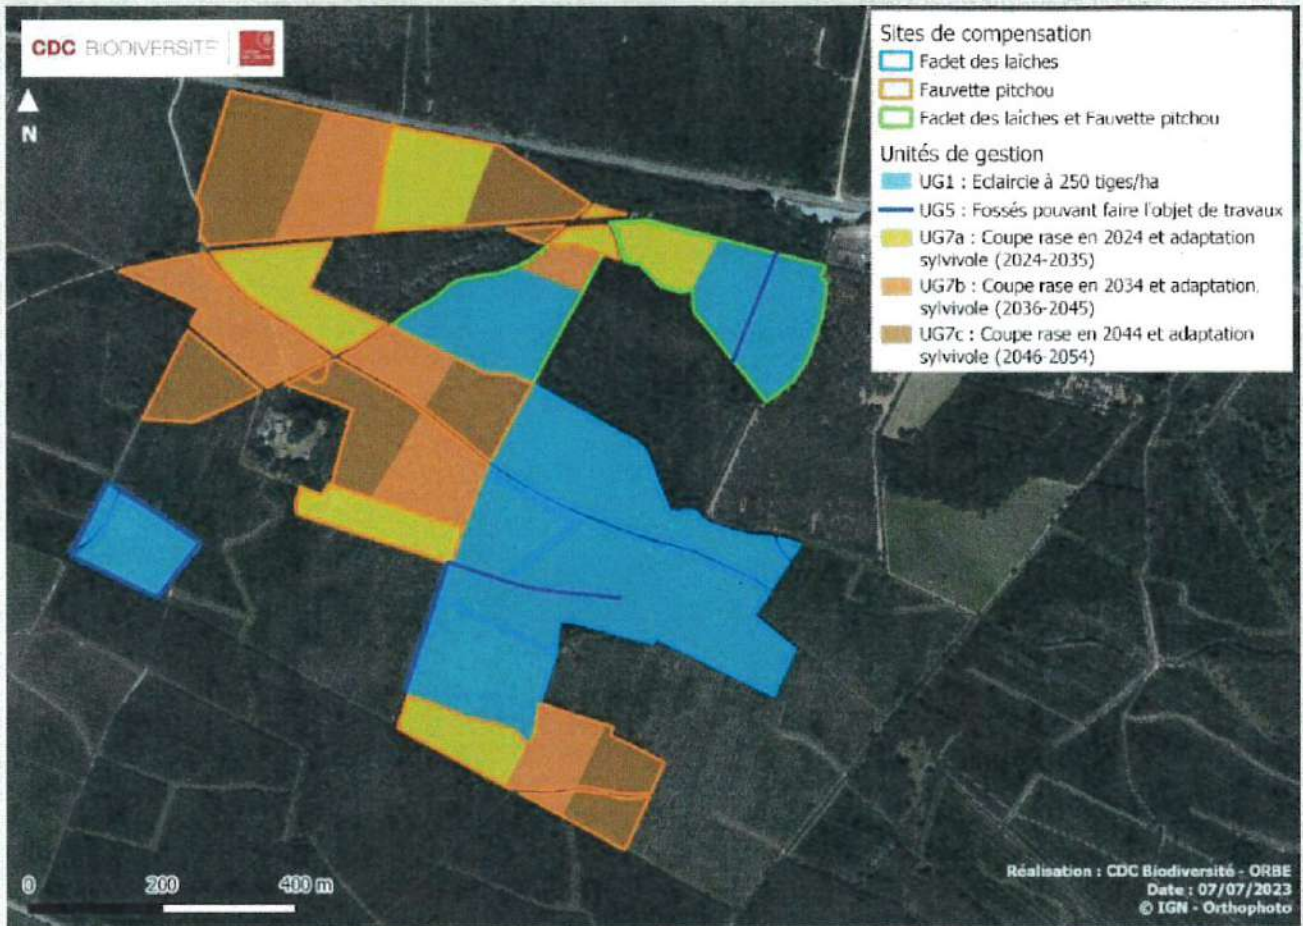 CDC BIODIVERSITE
N
Sites de compensation
Fadet des laîches
Fauvette pitchou
Fadet des laîches et Fauvette pitchou
Unités de gestion
UG1 : Eclaircie à 250 tiges/ha
UG5 : Fossés pouvant faire l'objet de travaux
UG7a : Coupe rase en 2024 et adaptation
sylvivole (2024-2035)
UG7b : Coupe rase en 2034 et adaptation
sylvivole (2036-2045)
UG7c : Coupe rase en 2044 et adaptation
sylvivole (2046-2054)
0 200 400 m
Réalisation : CDC Biodiversité - ORBE
Date : 07/07/2023
© IGN - Orthophoto